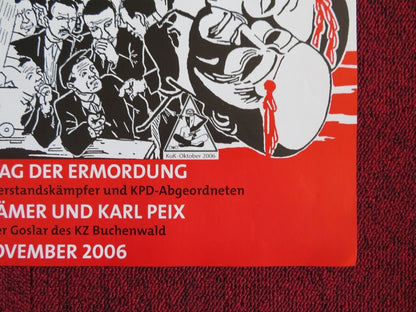 KuK-Oktober 2006
AG DER ERMORDUNG
erstandskämpfer und KPD-Abgeordneten
ÄMER UND KARL PEIX
er Goslar des KZ Buchenwald
OVEMBER 2006